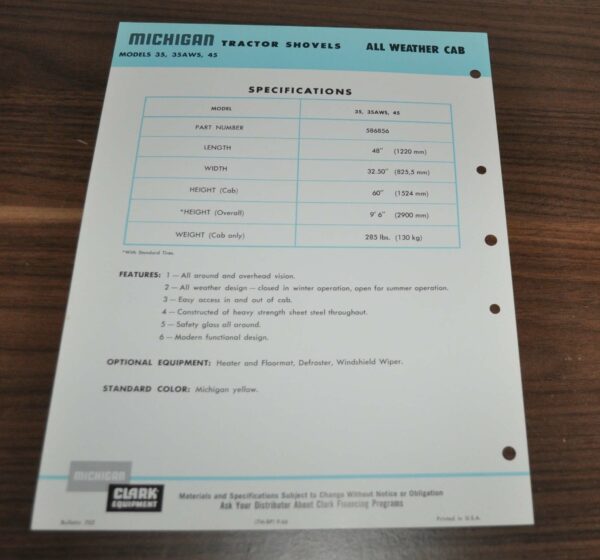 MICHIGAN TRACTOR SHOVELS ALL WEATHER CAB
MODELS 35, 35AWS, 45
SPECIFICATIONS
MODEL 35, 35AWS, 45
PART NUMBER 586856
LENGTH 48" (1220 mm)
WIDTH 32.50" (825,5 mm)
HEIGHT (Cab) 60" (1524 mm)
*HEIGHT (Overall) 9' 6" (2900 mm)
WEIGHT (Cab only) 285 lbs. (130 kg)
*With Standard Tires.
FEATURES: 1 — All around and overhead vision.
2 — All weather design — closed in winter operation, open for summer operation.
3 — Easy access in and out of cab.
4 — Constructed of heavy strength sheet steel throughout.
5 — Safety glass all around.
6 — Modern functional design.
OPTIONAL EQUIPMENT: Heater and Floormat, Defroster, Windshield Wiper.
STANDARD COLOR: Michigan yellow.
MICHIGAN
CLARK
EQUIPMENT
Materials and Specifications Subject to Change Without Notice or Obligation
Ask Your Distributor About Clark Financing Programs
Bulletin
Printed in U.S.A.